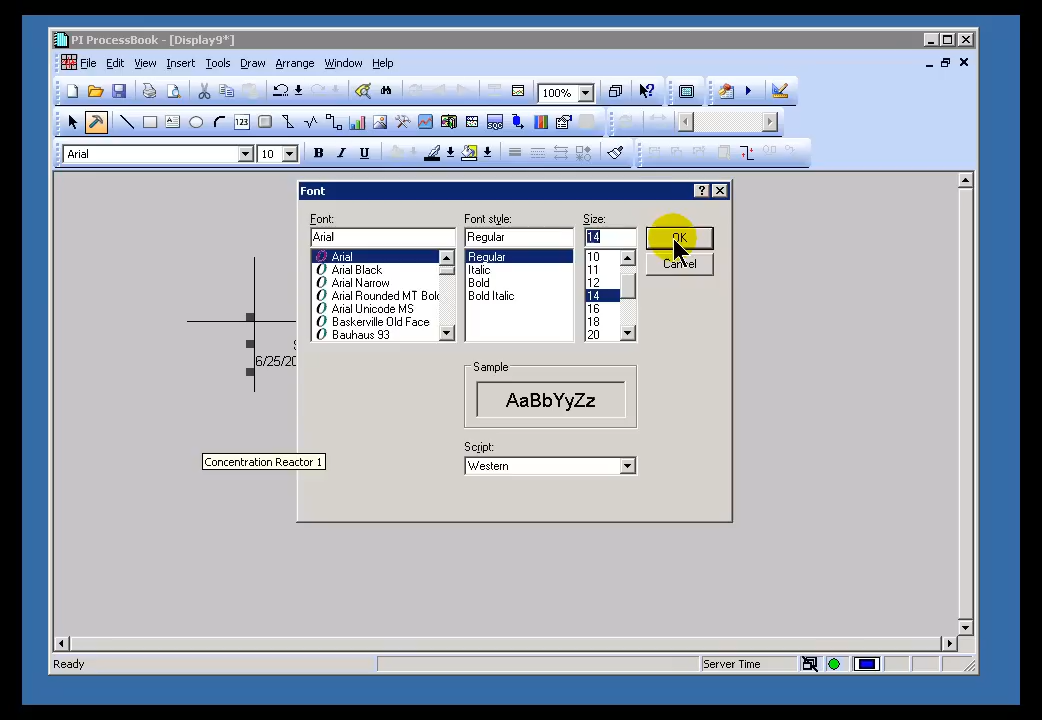 PI ProcessBook - [Display9*]
File Edit View Insert Tools Draw Arrange Window Help
100%
123
SQC
Arial 10 B I U
Font
Font: Font style: Size:
Arial Regular 14 OK
Arial Regular 10 Cancel
Arial Black Italic 11
Arial Narrow Bold 12
Arial Rounded MT Bolc Bold Italic 14
Arial Unicode MS 16
Baskerville Old Face 18
Bauhaus 93 20
6/25/20
Sample
AaBbYyZz
Script:
Western
Concentration Reactor 1
Ready Server Time